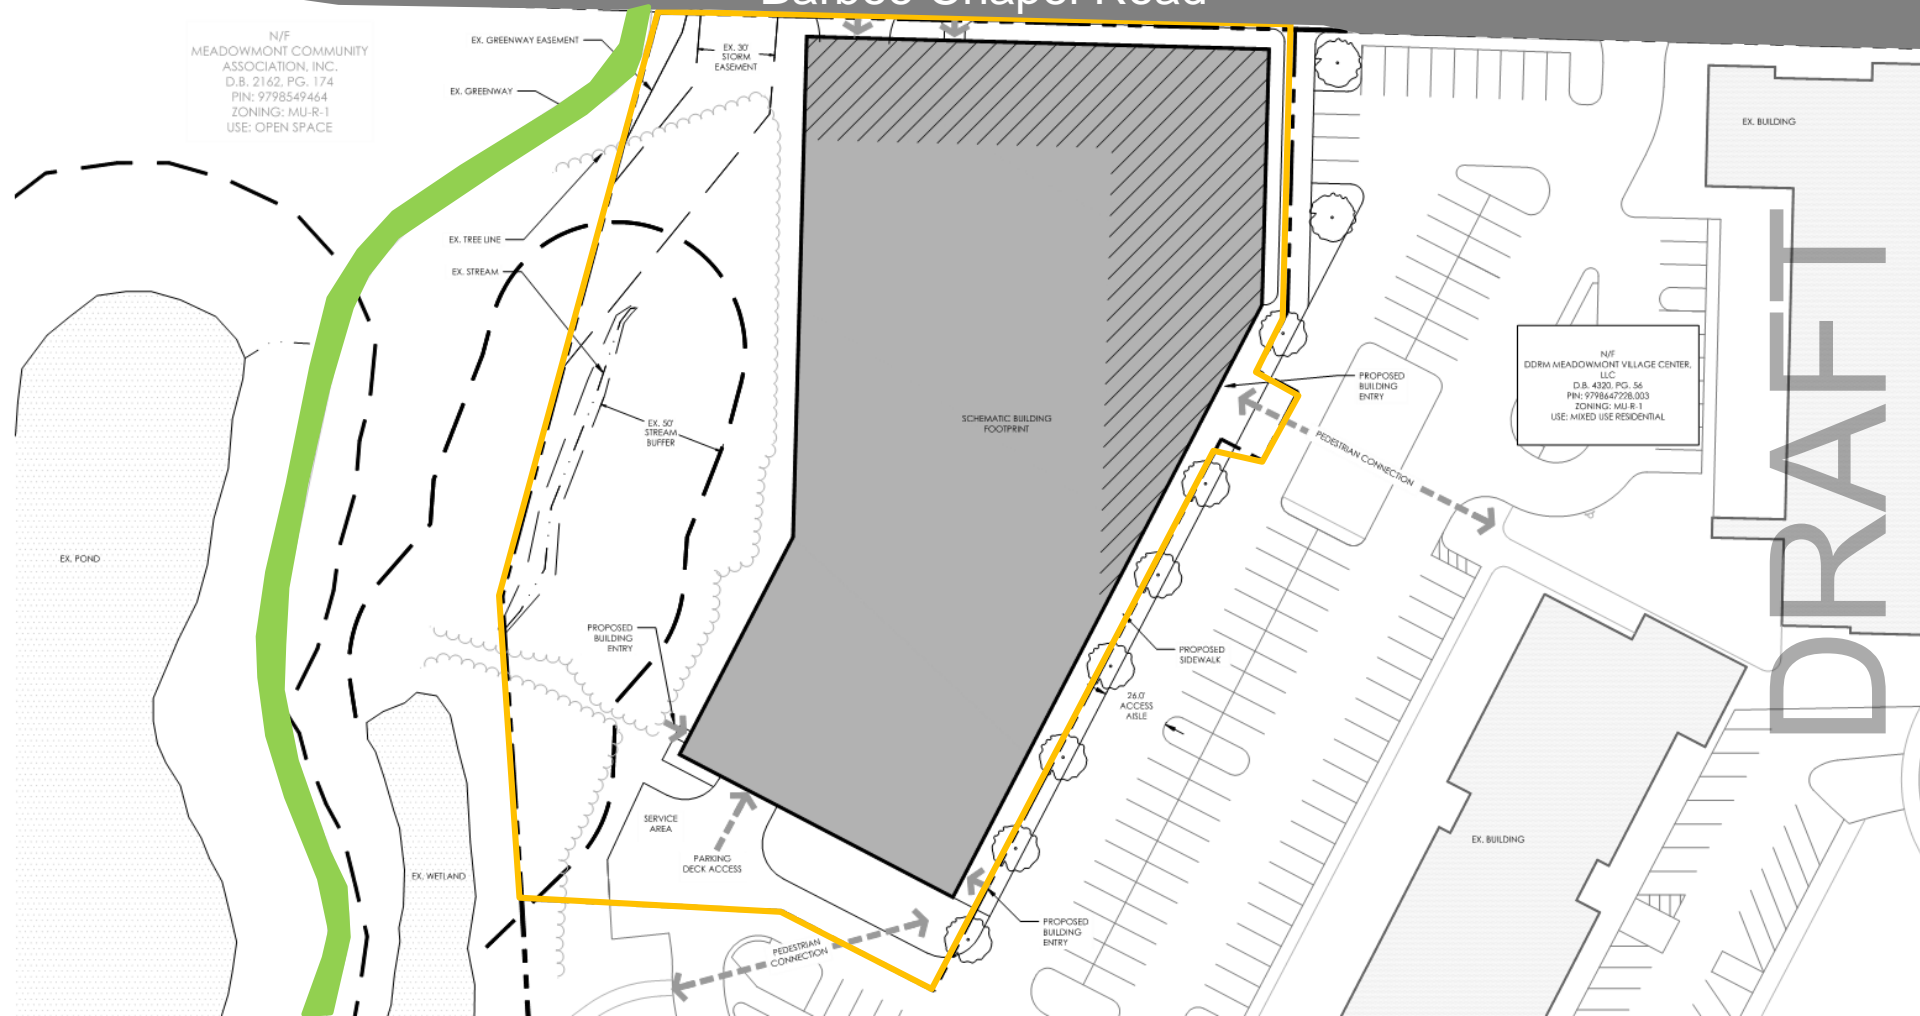 Barbee Chapel Road
N/F
MEADOWMONT COMMUNITY
ASSOCIATION, INC.
D.B. 2162, PG. 174
PIN: 9798549464
ZONING: MU-R-1
USE: OPEN SPACE
EX. GREENWAY EASEMENT
EX. GREENWAY
EX. 30'
STORM
EASEMENT
EX. BUILDING
EX. TREE LINE
EX. STREAM
EX. 50'
STREAM
BUFFER
SCHEMATIC BUILDING
FOOTPRINT
PROPOSED
BUILDING
ENTRY
PEDESTRIAN CONNECTION
N/F
DDRM MEADOWMONT VILLAGE CENTER,
LLC
D.B. 4320, PG. 56
PIN: 9798647228.003
ZONING: MU-R-1
USE: MIXED USE RESIDENTIAL
DRAFT
EX. POND
PROPOSED
BUILDING
ENTRY
PROPOSED
SIDEWALK
26.0'
ACCESS
AISLE
SERVICE
AREA
PARKING
DECK ACCESS
EX. WETLAND
EX. BUILDING
PROPOSED
BUILDING
ENTRY
PEDESTRIAN
CONNECTION